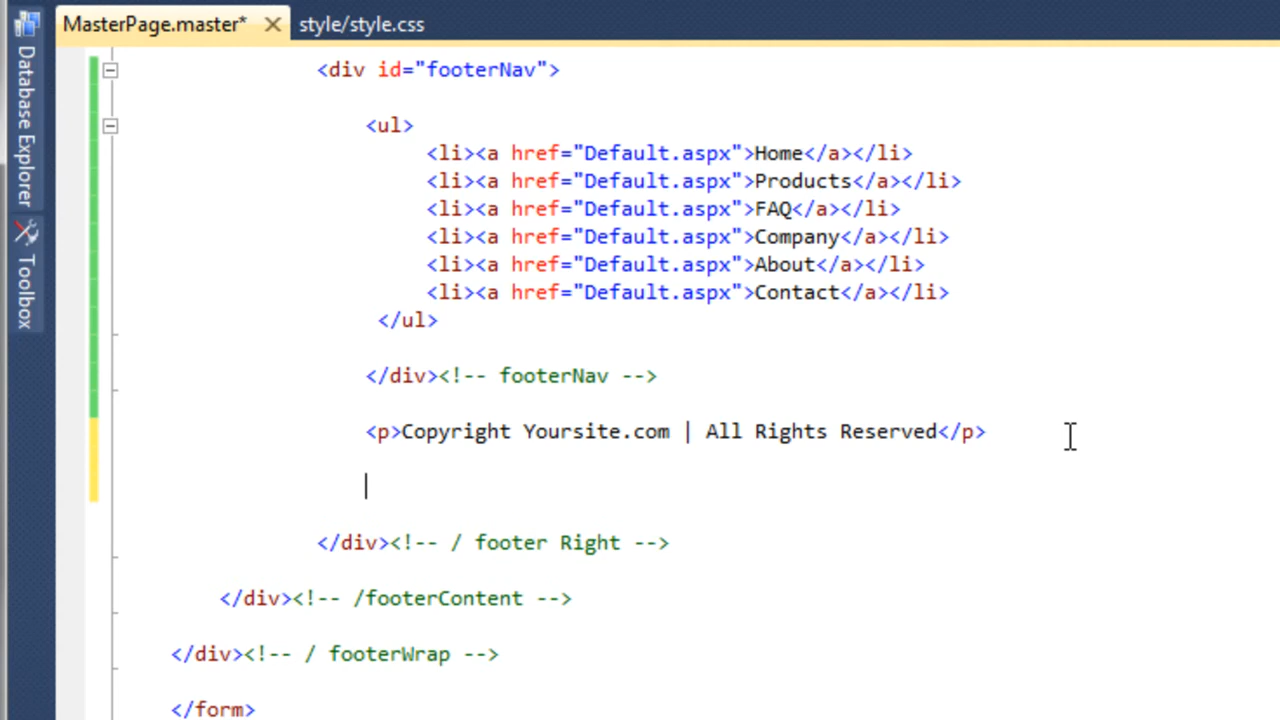 MasterPage.master* style/style.css
Database Explorer
Toolbox
<div id="footerNav">
<ul>
<li><a href="Default.aspx">Home</a></li>
<li><a href="Default.aspx">Products</a></li>
<li><a href="Default.aspx">FAQ</a></li>
<li><a href="Default.aspx">Company</a></li>
<li><a href="Default.aspx">About</a></li>
<li><a href="Default.aspx">Contact</a></li>
</ul>
</div><!-- footerNav -->
<p>Copyright Yoursite.com | All Rights Reserved</p>
</div><!-- / footer Right -->
</div><!-- /footerContent -->
</div><!-- / footerWrap -->
</form>